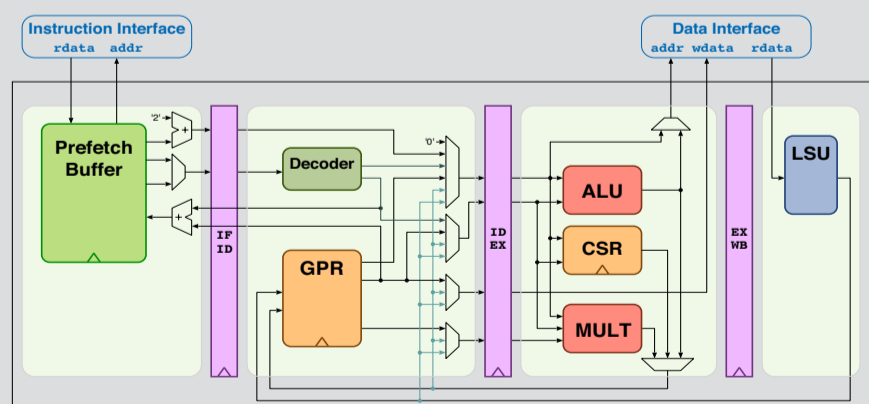 Instruction Interface
rdata addr
Data Interface
addr wdata rdata
'2'
+
Prefetch
Buffer
+
IF
ID
Decoder
'0'
GPR
ID
EX
ALU
CSR
MULT
EX
WB
LSU